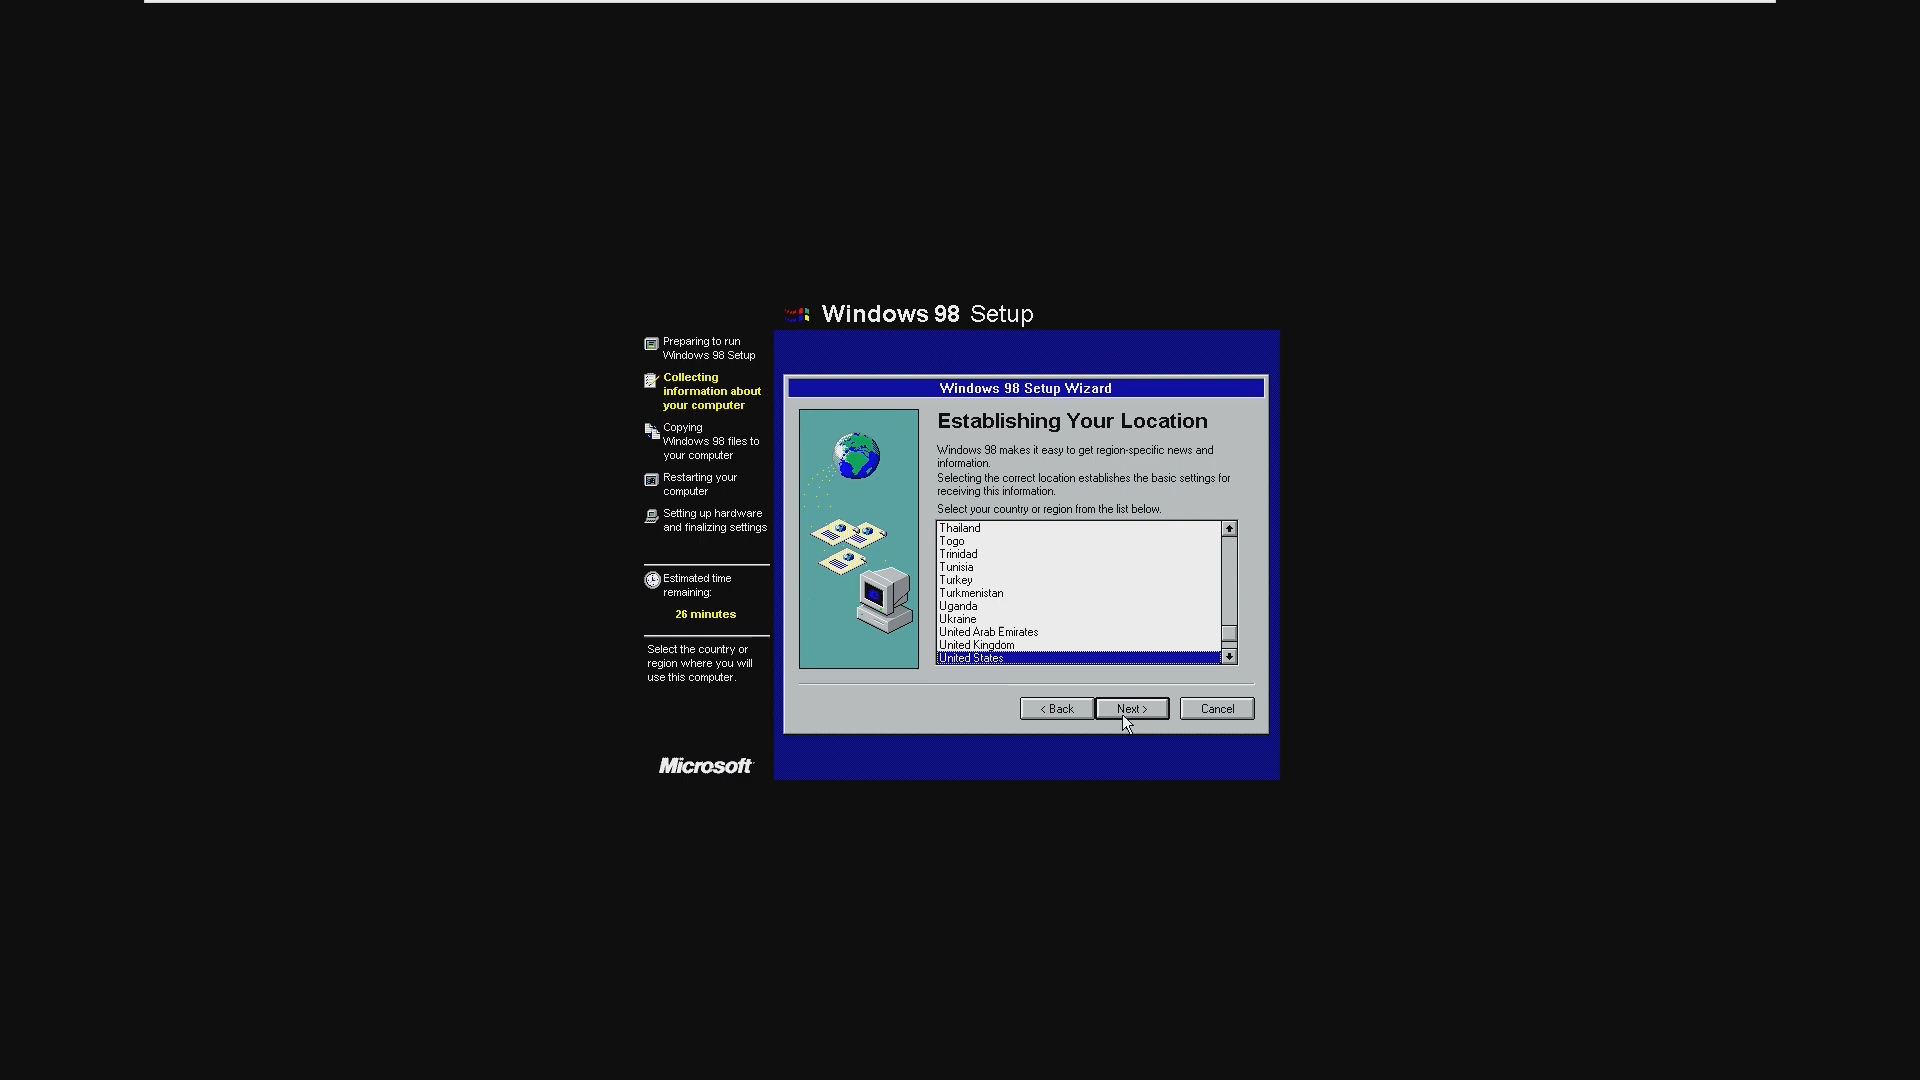 Windows 98 Setup
Preparing to run
Windows 98 Setup
Collecting
information about
your computer
Copying
Windows 98 files to
your computer
Restarting your
computer
Setting up hardware
and finalizing settings
Estimated time
remaining:
26 minutes
Select the country or
region where you will
use this computer.
Microsoft
Windows 98 Setup Wizard
Establishing Your Location
Windows 98 makes it easy to get region-specific news and
information.
Selecting the correct location establishes the basic settings for
receiving this information.
Select your country or region from the list below.
Thailand
Togo
Trinidad
Tunisia
Turkey
Turkmenistan
Uganda
Ukraine
United Arab Emirates
United Kingdom
United States
< Back
Next >
Cancel